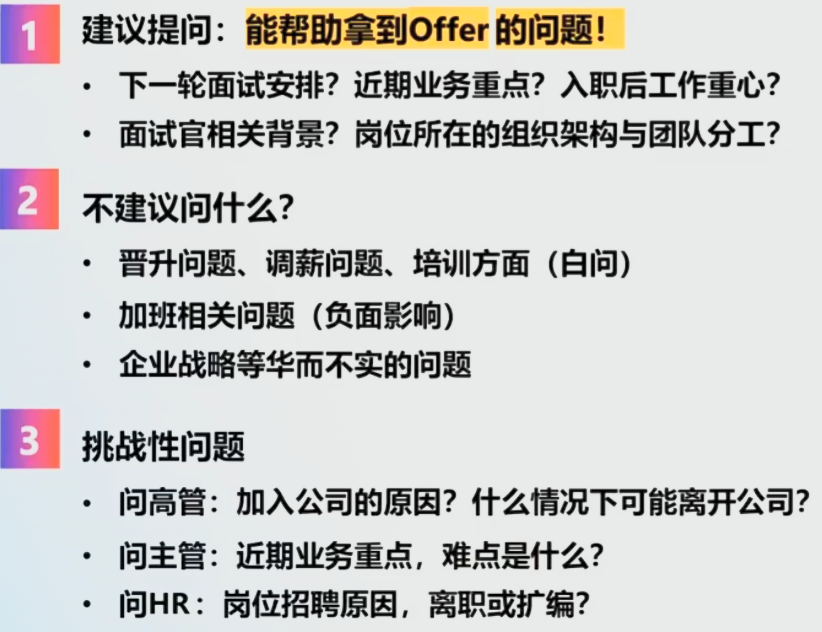 1 建议提问：能帮助拿到Offer的问题！
• 下一轮面试安排？近期业务重点？入职后工作重心？
• 面试官相关背景？岗位所在的组织架构与团队分工？
2 不建议问什么？
• 晋升问题、调薪问题、培训方面（白问）
• 加班相关问题（负面影响）
• 企业战略等华而不实的问题
3 挑战性问题
• 问高管：加入公司的原因？什么情况下可能离开公司？
• 问主管：近期业务重点，难点是什么？
• 问HR：岗位招聘原因，离职或扩编？